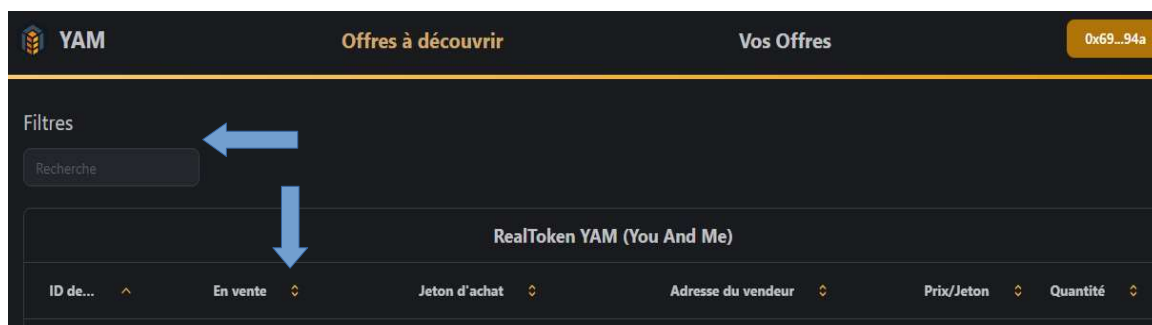 YAM Offres à découvrir Vos Offres 0x69...94a
Filtres
Recherche
RealToken YAM (You And Me)
ID de... En vente Jeton d'achat Adresse du vendeur Prix/Jeton Quantité